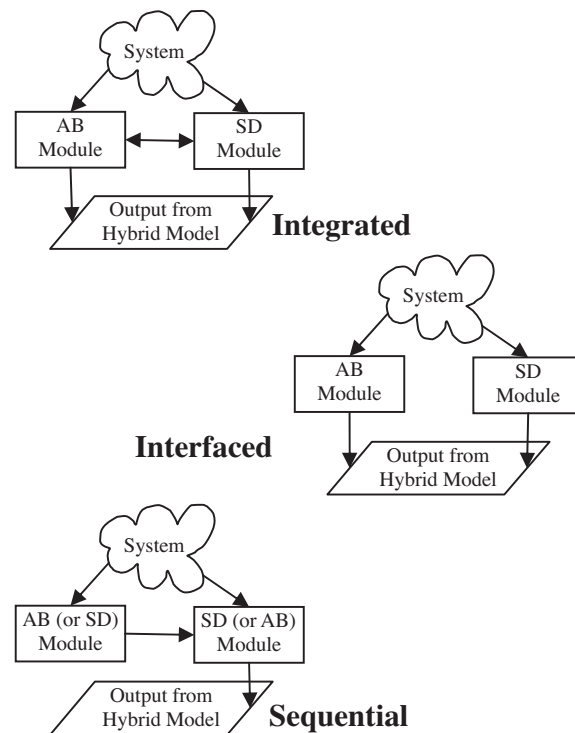 System
AB
Module
SD
Module
Output from
Hybrid Model
Integrated
System
AB
Module
SD
Module
Interfaced
Output from
Hybrid Model
System
AB (or SD)
Module
SD (or AB)
Module
Output from
Hybrid Model
Sequential